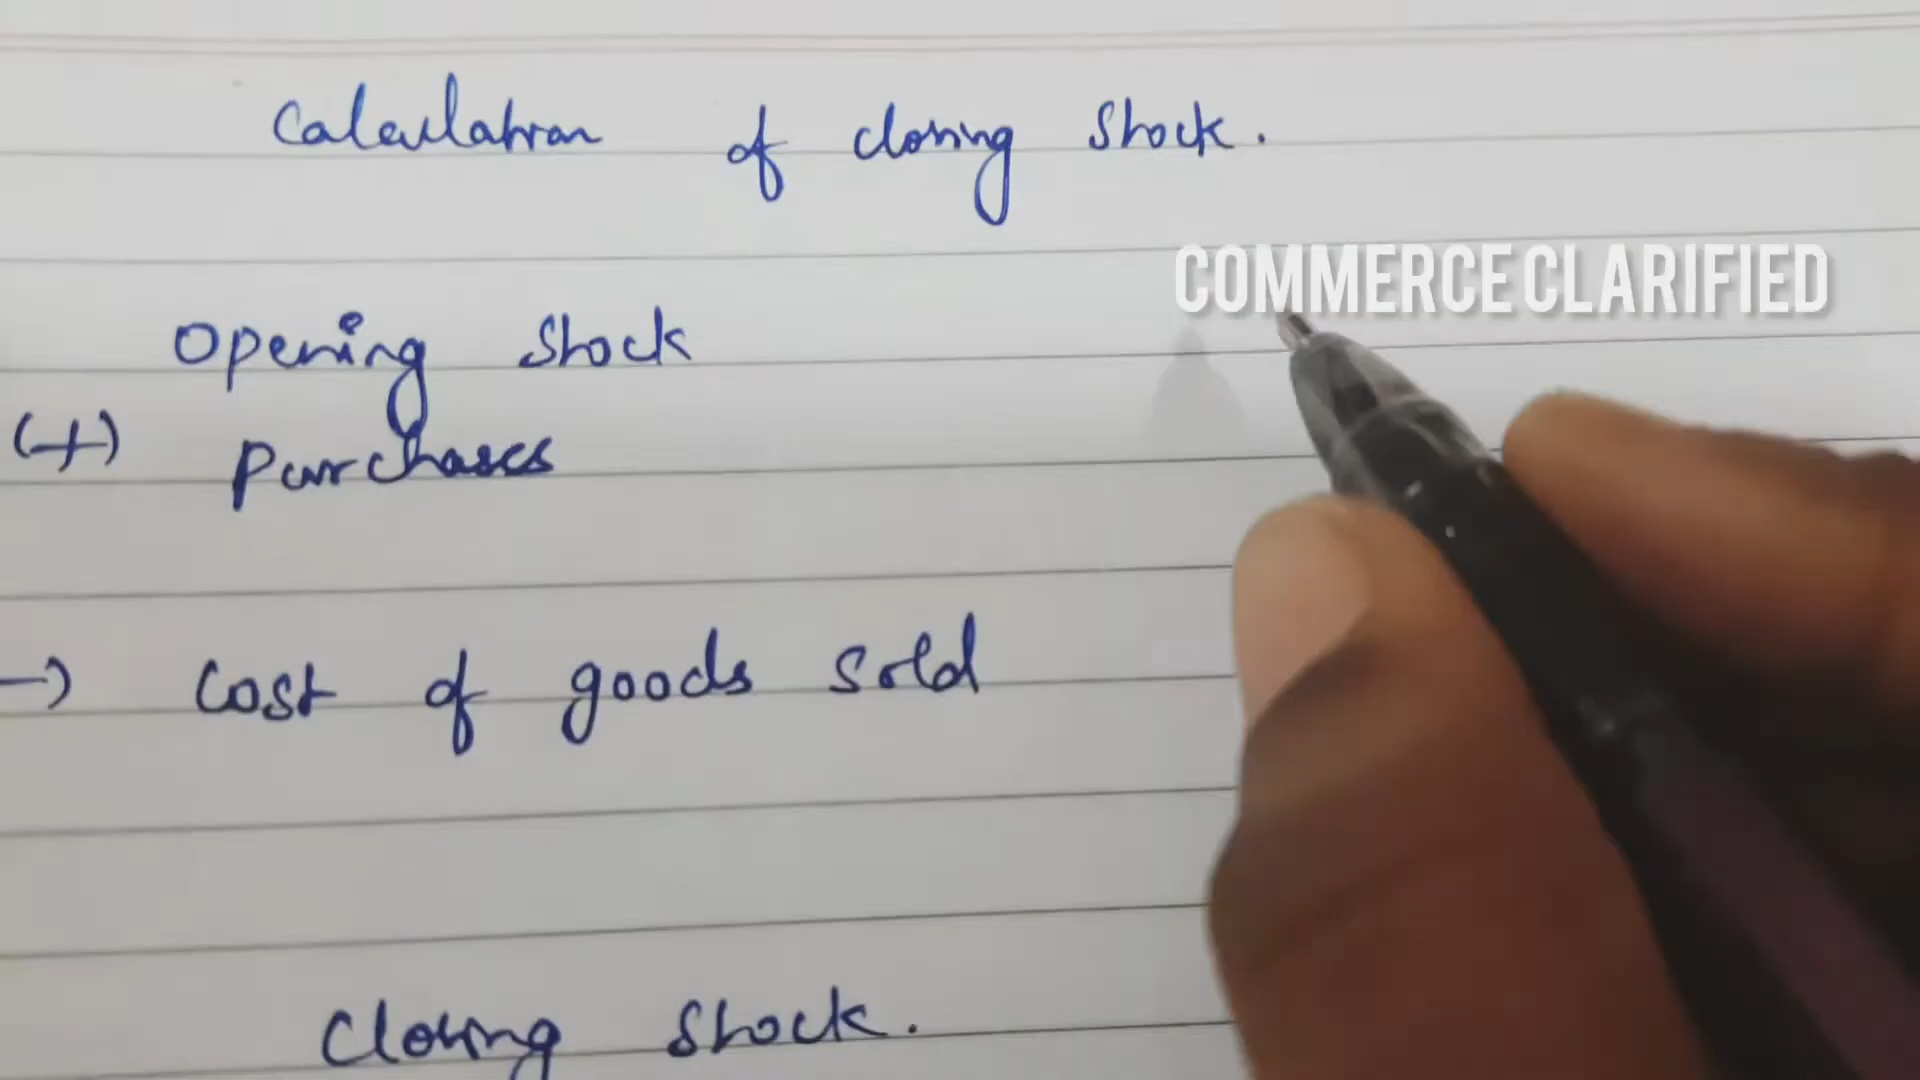 Calculation of closing Stock.
COMMERCE CLARIFIED
Opening Stock
(+) Purchases
-) Cost of goods sold
Closing Stock.